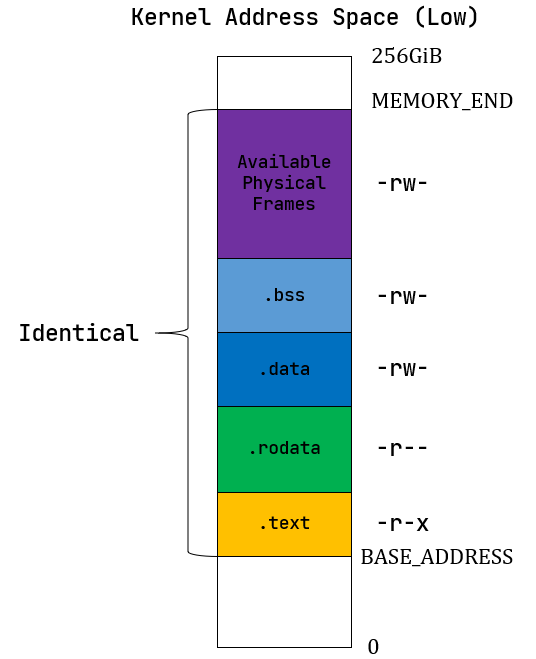 Kernel Address Space (Low)
256GiB
MEMORY_END
Available
Physical
Frames
-rw-
.bss
-rw-
Identical
.data
-rw-
.rodata
-r--
.text
-r-x
BASE_ADDRESS
0